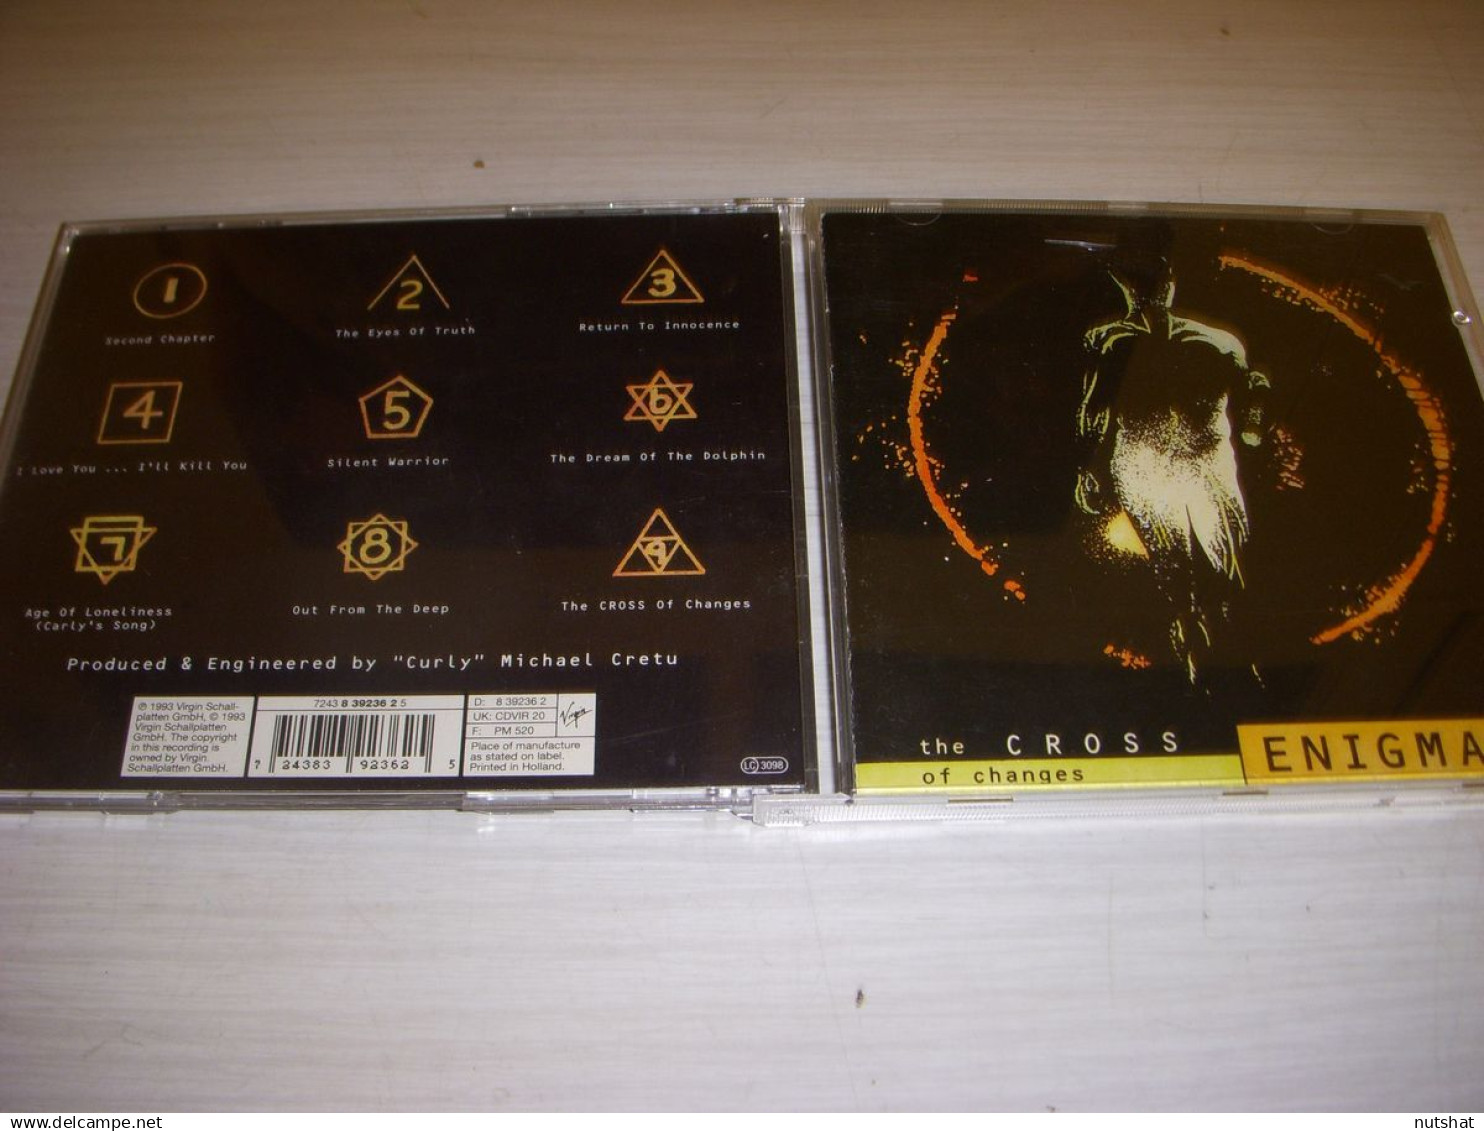 1
Second Chapter
2
The Eyes Of Truth
3
Return To Innocence
4
I Love You ... I'll Kill You
5
Silent Warrior
6
The Dream Of The Dolphin
7
Age Of Loneliness
(Carly's Song)
8
Out From The Deep
9
The CROSS Of Changes
Produced & Engineered by "Curly" Michael Cretu
℗ 1993 Virgin Schall-
platten GmbH, © 1993
Virgin Schallplatten
GmbH. The copyright
in this recording is
owned by Virgin
Schallplatten GmbH.
7243 8 39236 2 5
7 24383 92362 5
D: 8 39236 2
UK: CDVIR 20
F: PM 520
Virgin
Place of manufacture
as stated on label.
Printed in Holland.
LC 3098
the CROSS
of changes
ENIGMA
delcampe.net
nutshat